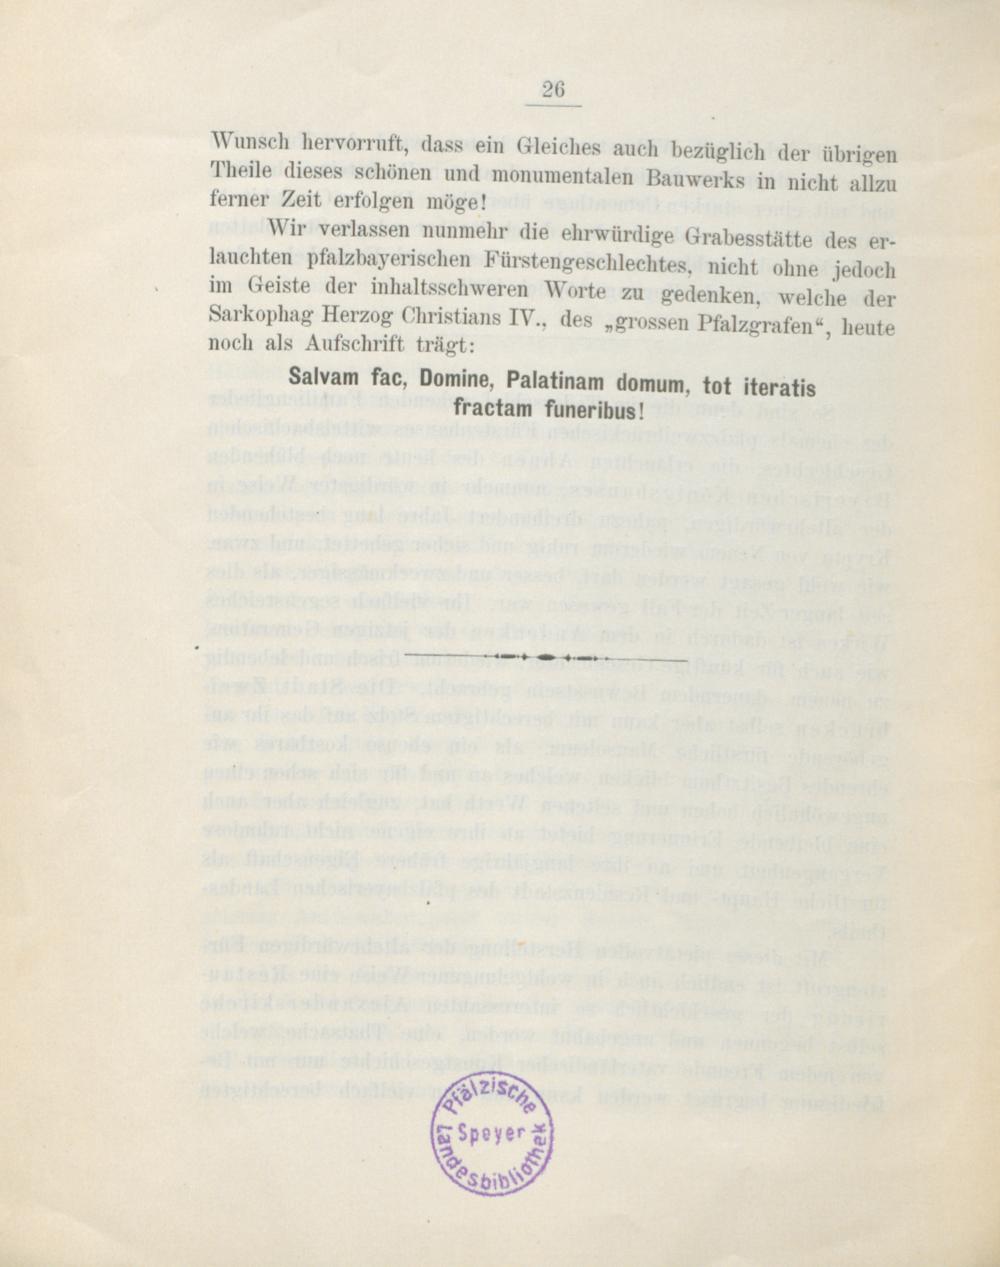 26
Wunsch hervorruft, dass ein Gleiches auch bezüglich der übrigen
Theile dieses schönen und monumentalen Bauwerks in nicht allzu
ferner Zeit erfolgen möge!
Wir verlassen nunmehr die ehrwürdige Grabesstätte des er-
lauchten pfalzbayerischen Fürstengeschlechtes, nicht ohne jedoch
im Geiste der inhaltsschweren Worte zu gedenken, welche der
Sarkophag Herzog Christians IV., des „grossen Pfalzgrafen“, heute
noch als Aufschrift trägt:
Salvam fac, Domine, Palatinam domum, tot iteratis
fractam funeribus!
Pfälzische
Speyer
Landesbibliothek